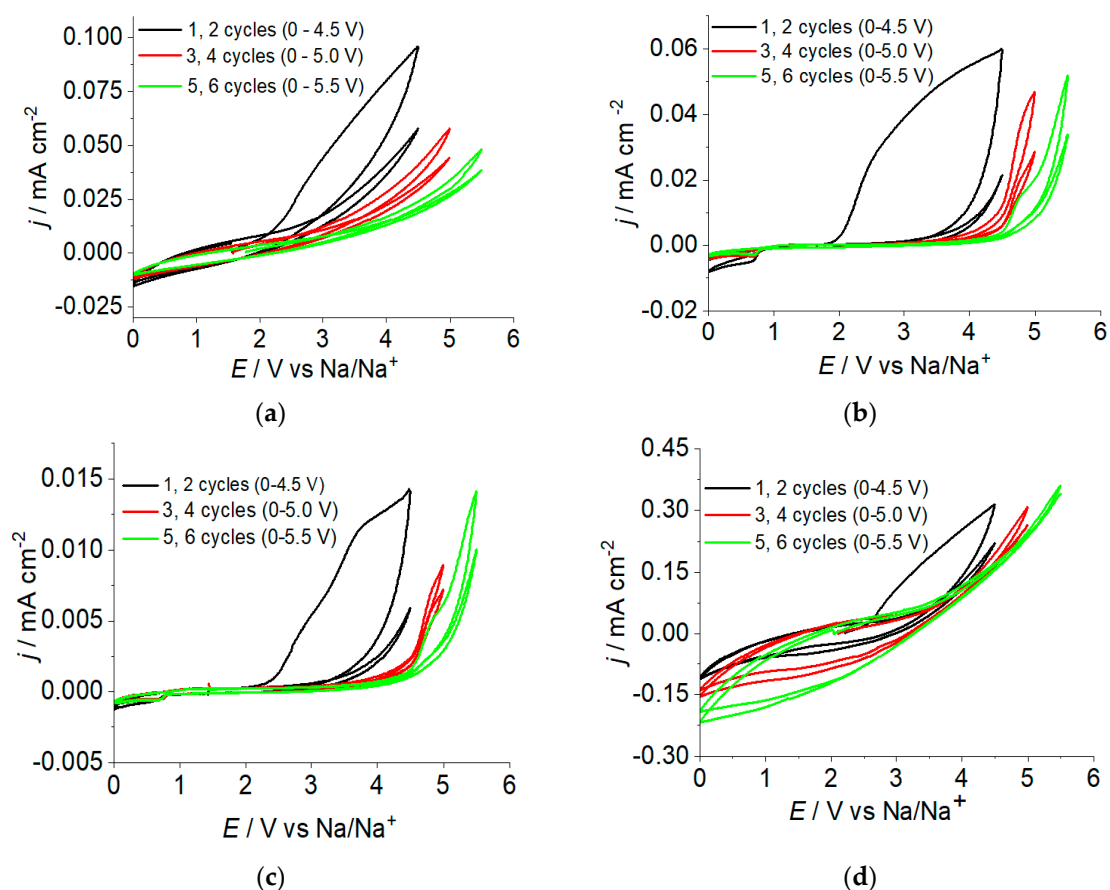 1, 2 cycles (0 - 4.5 V)
3, 4 cycles (0 - 5.0 V)
5, 6 cycles (0 - 5.5 V)
0.100
0.075
0.050
0.025
0.000
-0.025
j / mA cm⁻²
0 1 2 3 4 5 6
E / V vs Na/Na⁺
(a)
1, 2 cycles (0-4.5 V)
3, 4 cycles (0-5.0 V)
5, 6 cycles (0-5.5 V)
0.06
0.04
0.02
0.00
-0.02
j / mA cm⁻²
0 1 2 3 4 5 6
E / V vs Na/Na⁺
(b)
1, 2 cycles (0-4.5 V)
3, 4 cycles (0-5.0 V)
5, 6 cycles (0-5.5 V)
0.015
0.010
0.005
0.000
-0.005
j / mA cm⁻²
0 1 2 3 4 5 6
E / V vs Na/Na⁺
(c)
1, 2 cycles (0-4.5 V)
3, 4 cycles (0-5.0 V)
5, 6 cycles (0-5.5 V)
0.45
0.30
0.15
0.00
-0.15
-0.30
j / mA cm⁻²
0 1 2 3 4 5 6
E / V vs Na/Na⁺
(d)